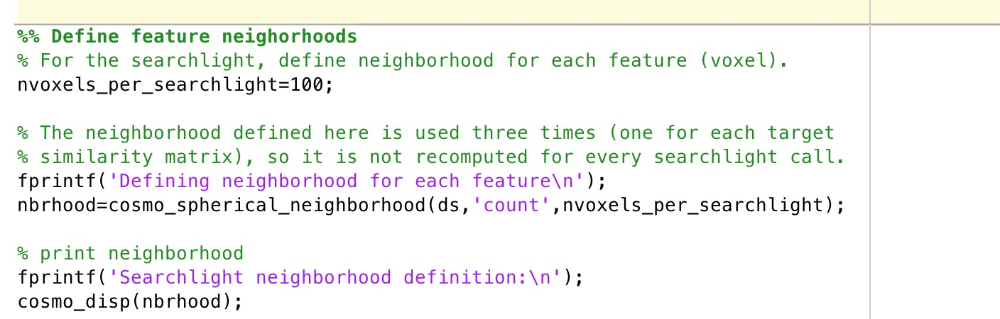 %% Define feature neighorhoods
% For the searchlight, define neighborhood for each feature (voxel).
nvoxels_per_searchlight=100;
% The neighborhood defined here is used three times (one for each target
% similarity matrix), so it is not recomputed for every searchlight call.
fprintf('Defining neighborhood for each feature\n');
nbrhood=cosmo_spherical_neighborhood(ds,'count',nvoxels_per_searchlight);
% print neighborhood
fprintf('Searchlight neighborhood definition:\n');
cosmo_disp(nbrhood);